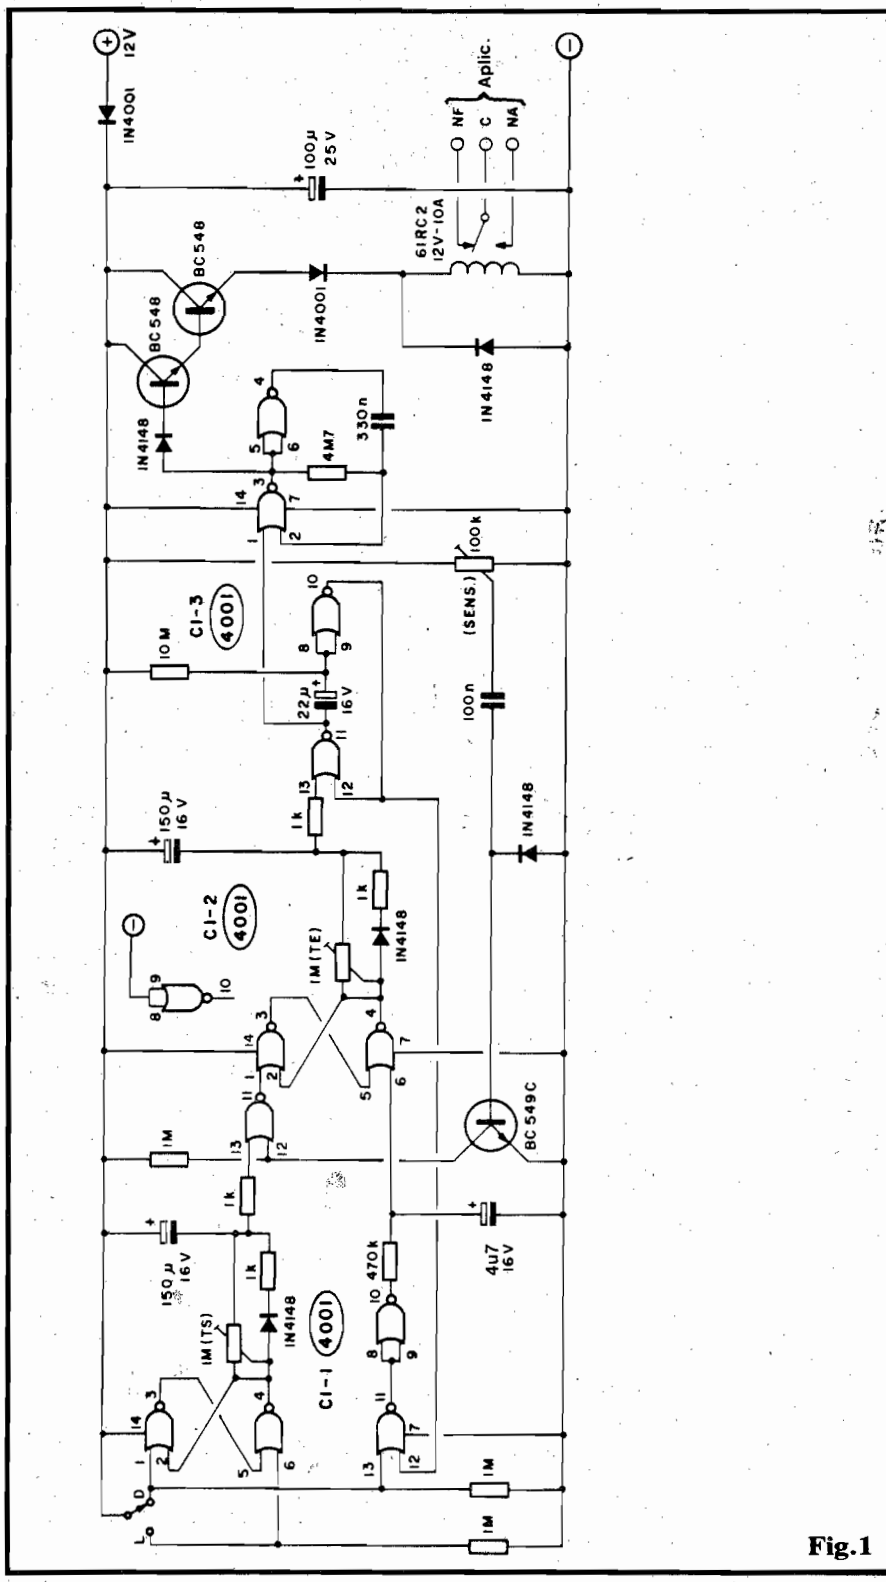 +
12V
1N4001
100µ
25V
+
−
Aplic.
NF
C
NA
61RC2
12V-10A
BC548
BC548
1N4001
1N4148
1N4148
4
5
6
330n
4M7
3
14
7
1
2
100k
(SENS.)
10M
CI-3
4001
10
8
9
22µ
16V
+
11
13
12
1k
100n
150µ
16V
+
CI-2
4001
−
8
9
10
1k
1M(TE)
1N4148
1N4148
3
14
1
2
4
7
5
6
11
13
12
1M
BC549C
1k
150µ
16V
+
1k
1M(TS)
1N4148
CI-1
4001
470k
4u7
16V
+
10
8
9
3
14
1
2
4
5
6
11
7
13
12
D
L
1M
1M
Fig.1